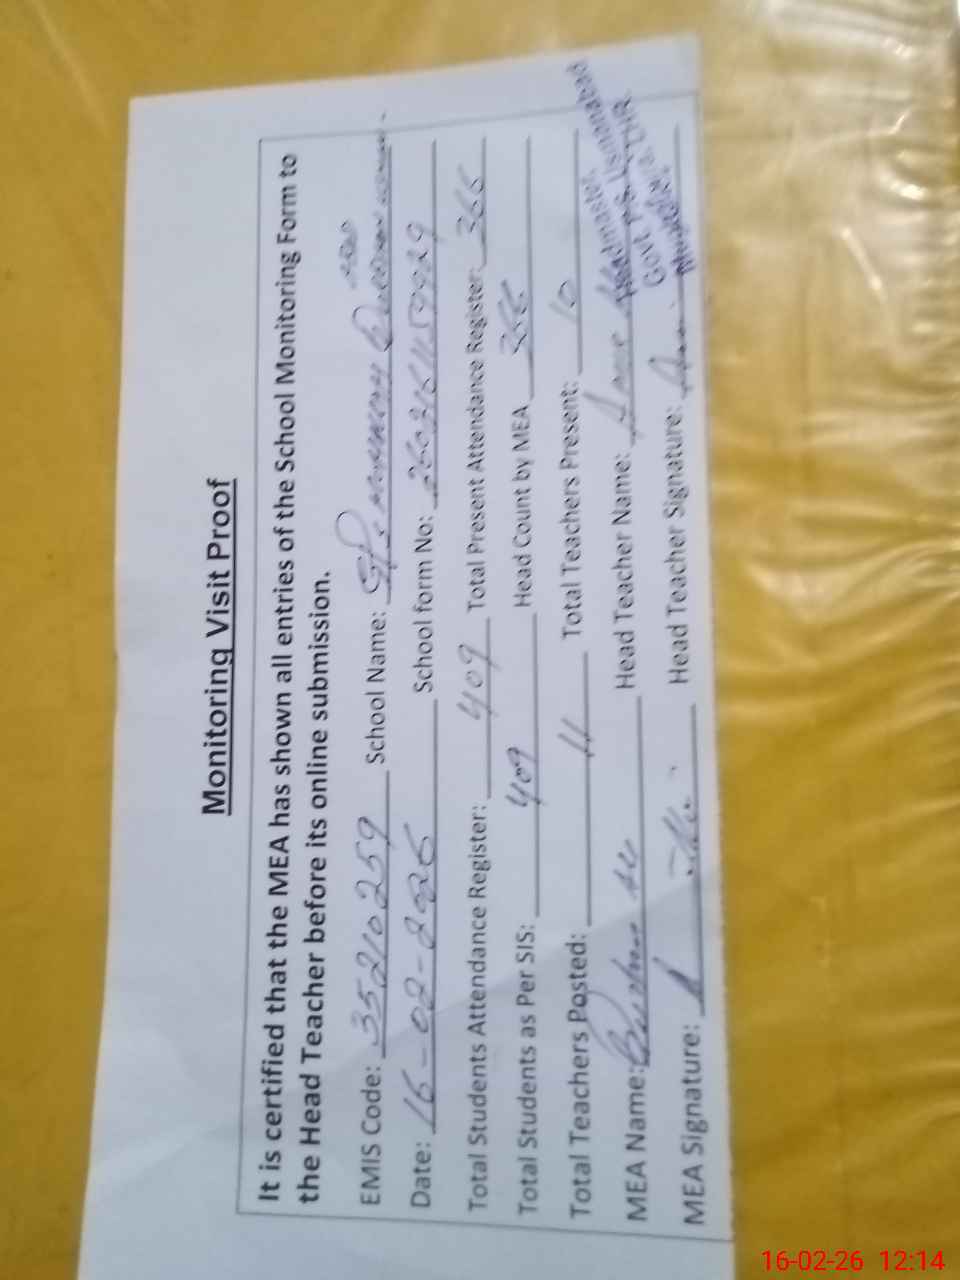 Monitoring Visit Proof
It is certified that the MEA has shown all entries of the School Monitoring Form to
the Head Teacher before its online submission.
EMIS Code: 35210259 School Name:
Date: 16-02-2026 School form No:
Total Students Attendance Register: 409 Total Present Attendance Register: 366
Total Students as Per SIS: 409 Head Count by MEA 366
Total Teachers Posted: 11 Total Teachers Present: 10
MEA Name: Head Teacher Name:
Headmaster,
Govt. P.S.
MEA Signature: Head Teacher Signature:
16-02-26 12:14